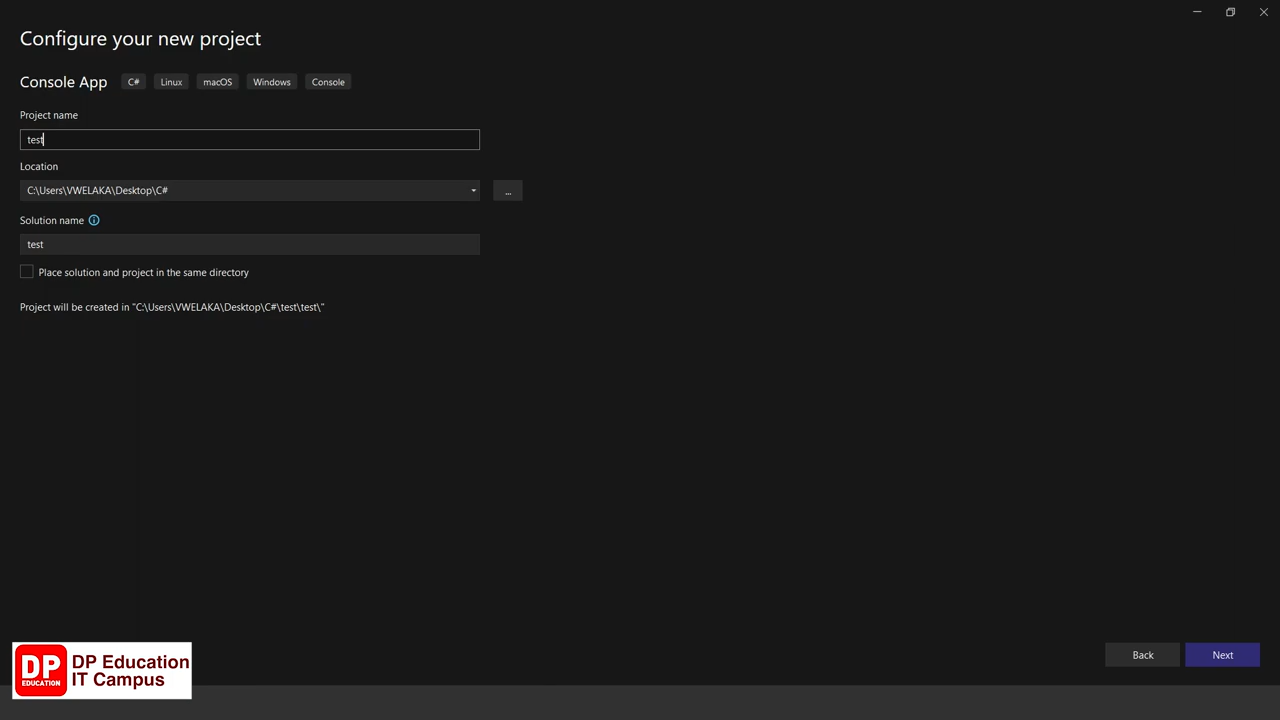 Configure your new project
Console App C# Linux macOS Windows Console
Project name
test
Location
C:\Users\VWELAKA\Desktop\C#
...
Solution name
test
Place solution and project in the same directory
Project will be created in "C:\Users\VWELAKA\Desktop\C#\test\test\"
Back Next
DP
EDUCATION
DP Education
IT Campus